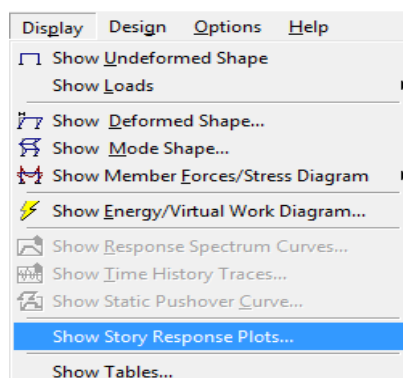 Display Design Options Help
Show Undeformed Shape
Show Loads
Show Deformed Shape...
Show Mode Shape...
Show Member Forces/Stress Diagram
Show Energy/Virtual Work Diagram...
Show Response Spectrum Curves...
Show Time History Traces...
Show Static Pushover Curve...
Show Story Response Plots...
Show Tables...